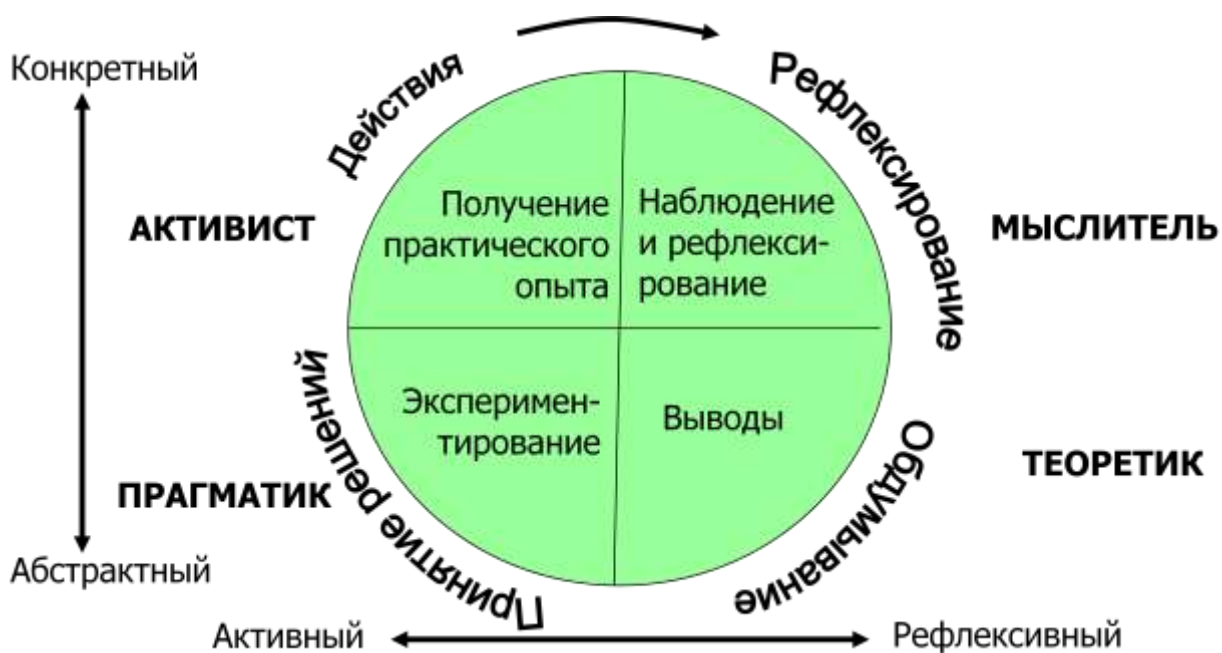 Конкретный
Действия
Рефлексирование
АКТИВИСТ
Получение
практического
опыта
Наблюдение
и рефлекси-
рование
МЫСЛИТЕЛЬ
Эксперимен-
тирование
Выводы
ПРАГМАТИК
Принятие решений
Обдумывание
ТЕОРЕТИК
Абстрактный
Активный
Рефлексивный